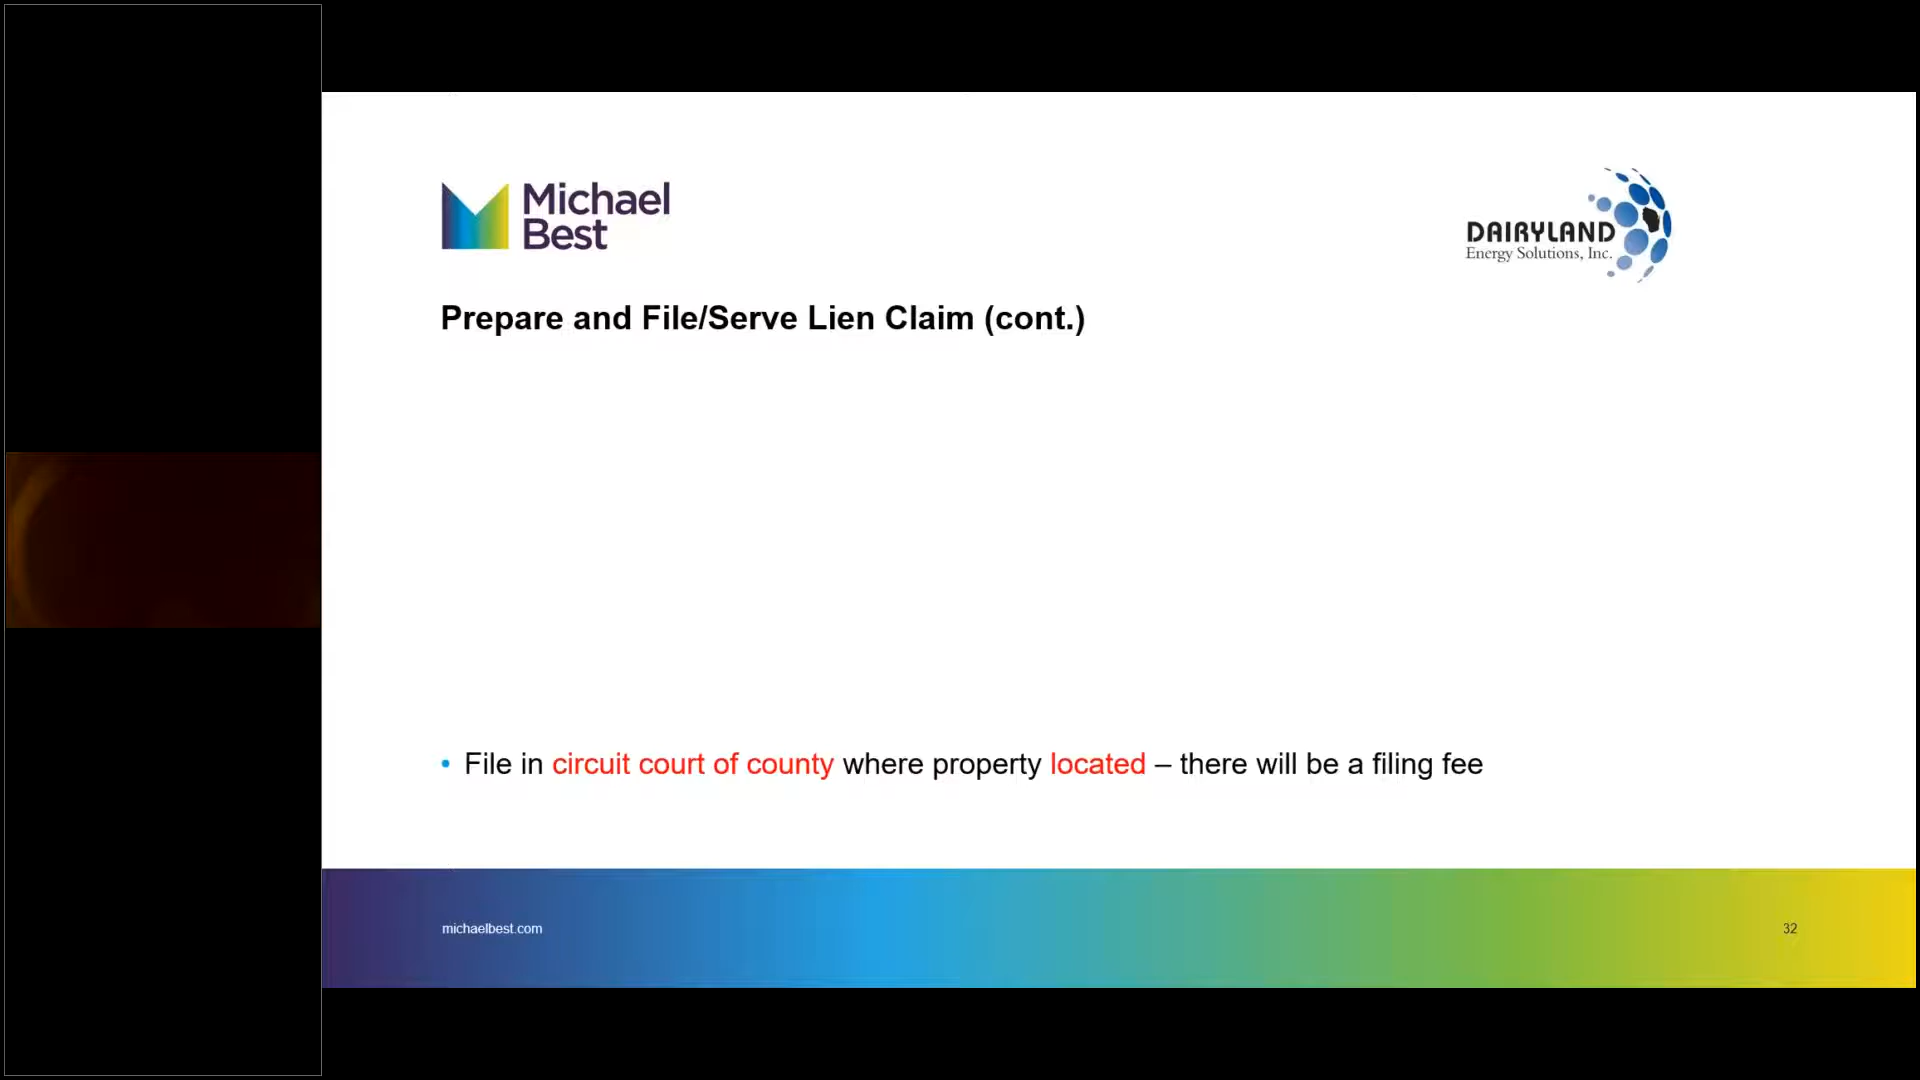 Michael
Best
DAIRYLAND
Energy Solutions, Inc.
Prepare and File/Serve Lien Claim (cont.)
• File in circuit court of county where property located – there will be a filing fee
michaelbest.com
32